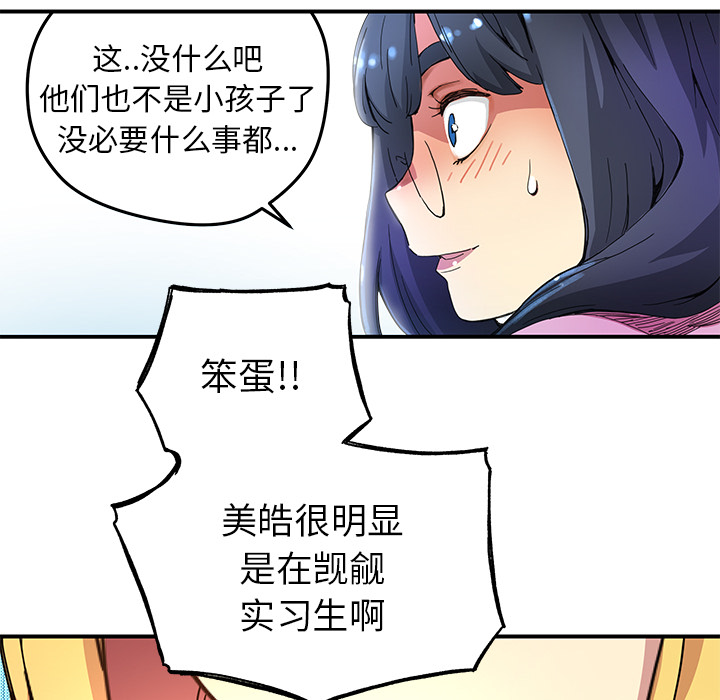 这..没什么吧
他们也不是小孩子了
没必要什么事都...
笨蛋!!
美皓很明显
是在觊觎
实习生啊